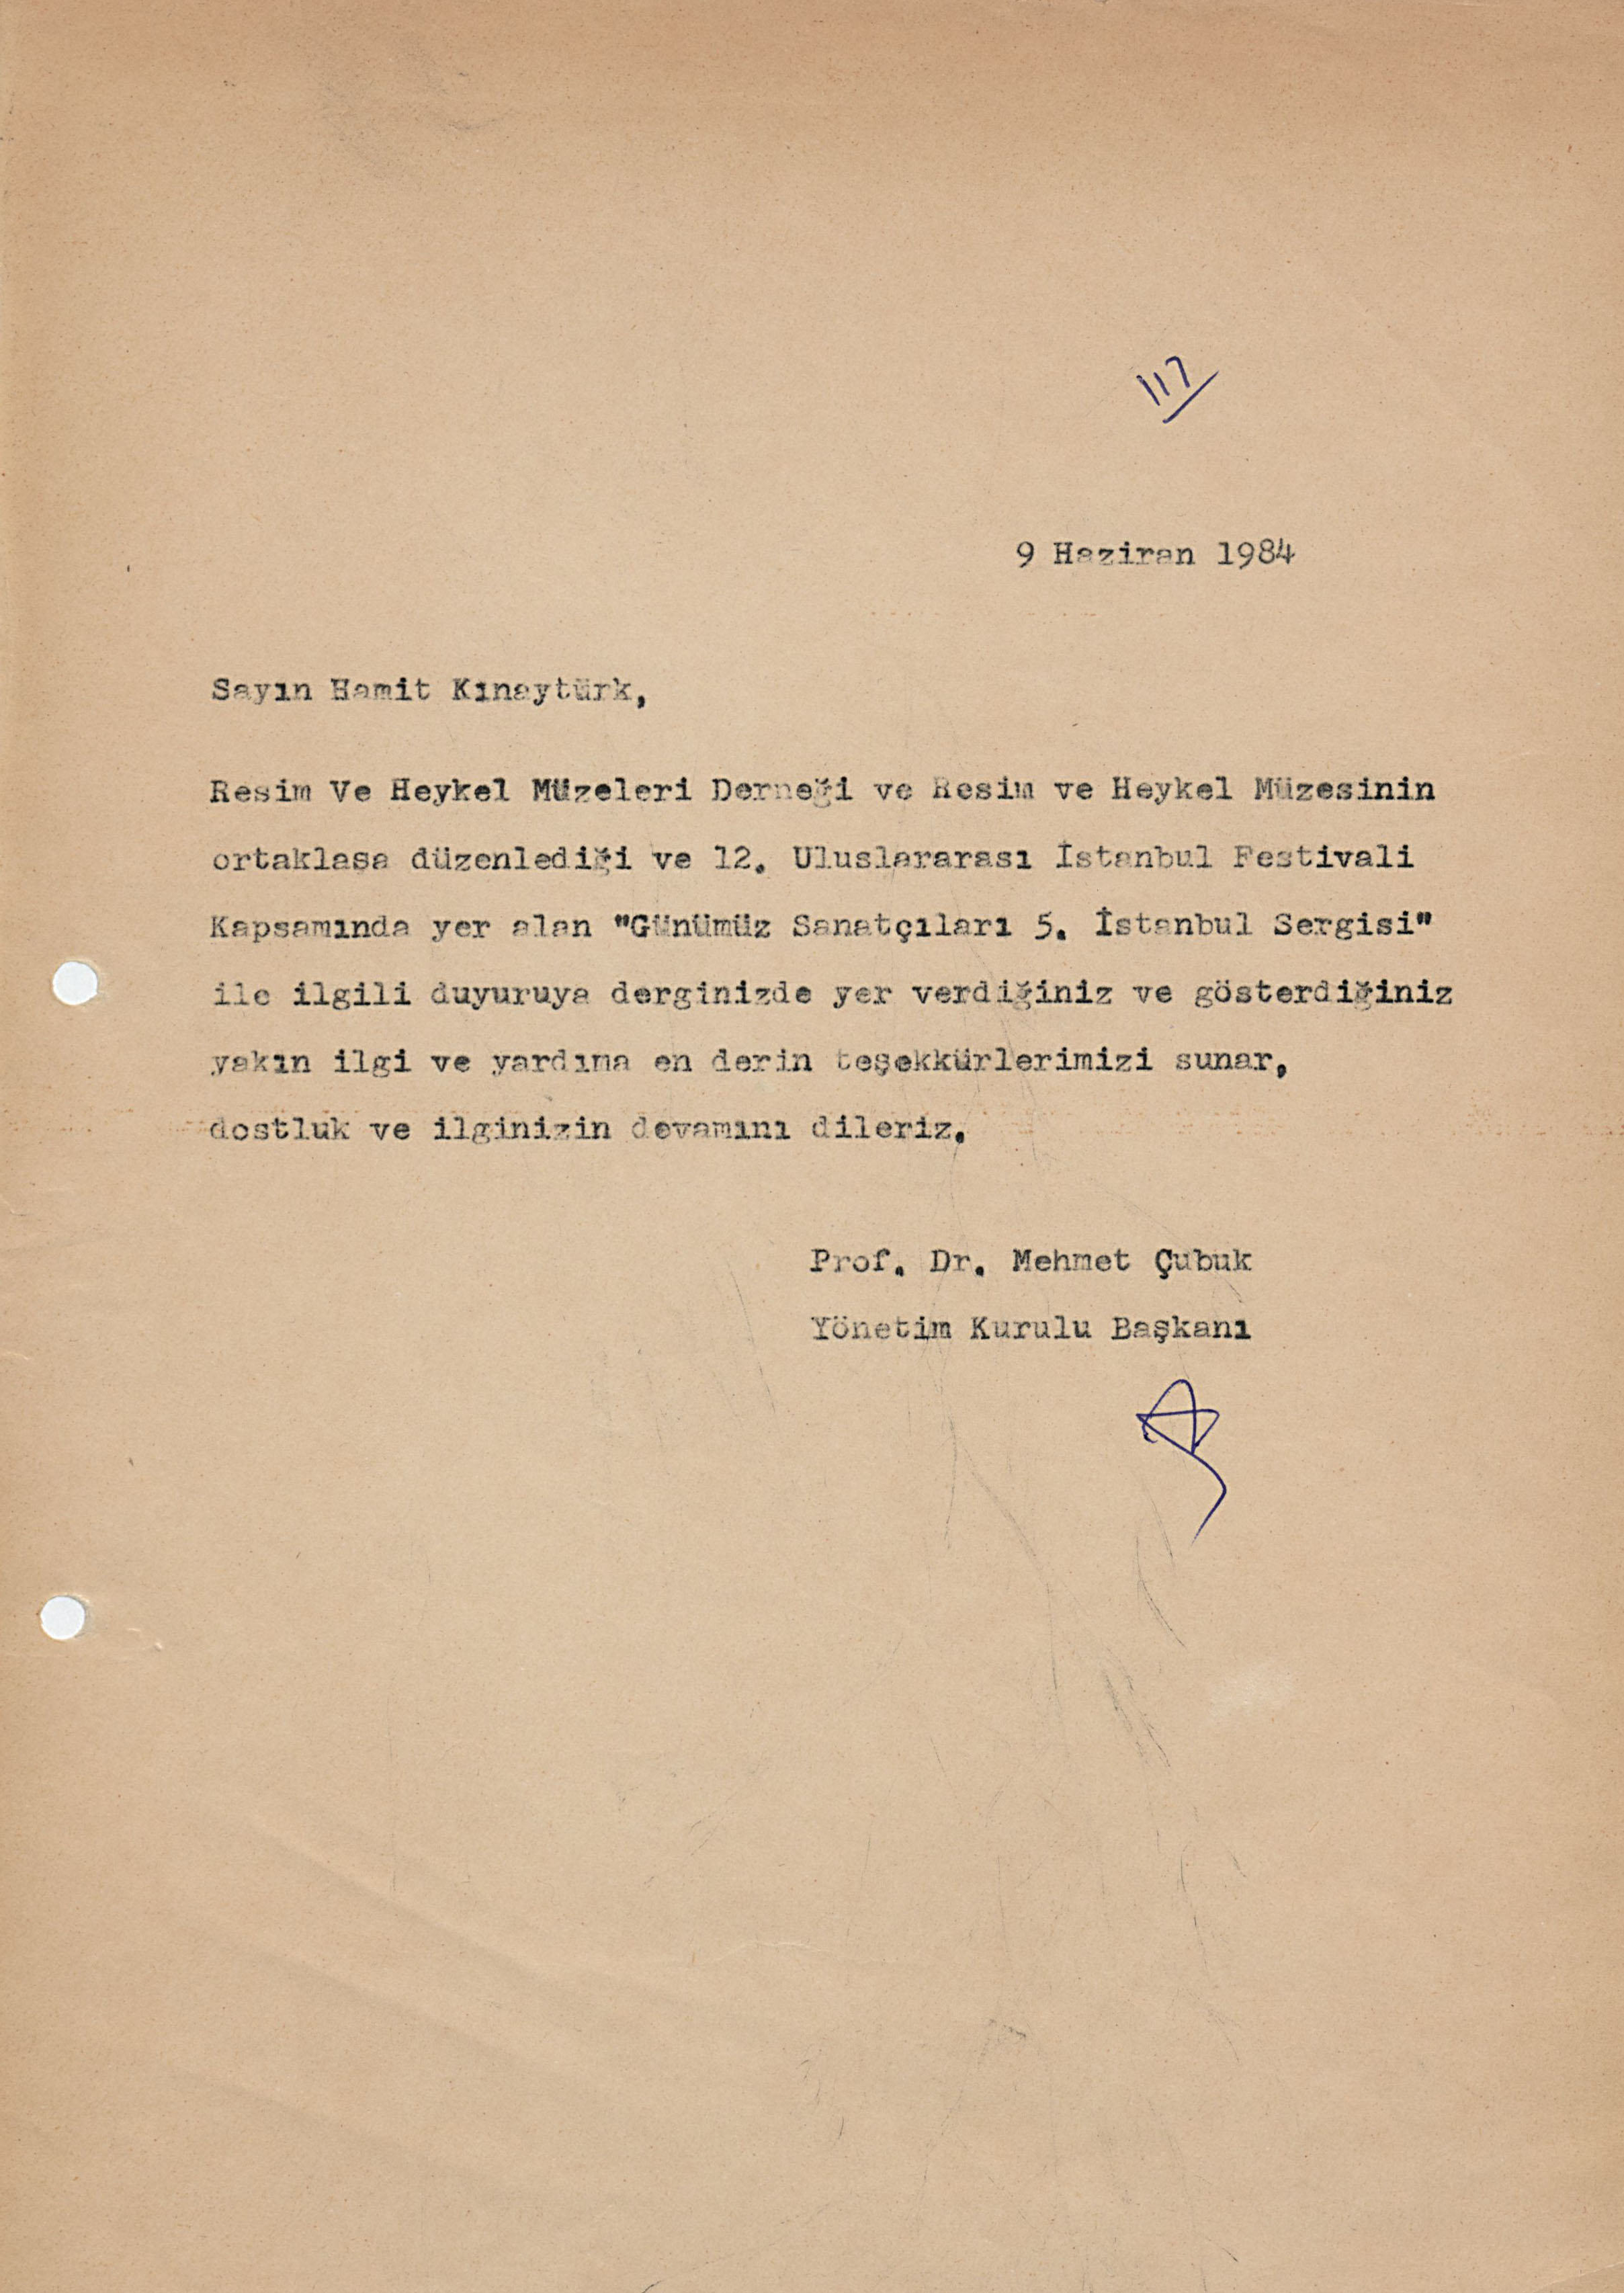 117
9 Haziran 1984
Sayın Hamit Kınaytürk,
Resim Ve Heykel Müzeleri Derneği ve Resim ve Heykel Müzesinin
ortaklaşa düzenlediği ve 12. Uluslararası İstanbul Festivali
Kapsamında yer alan "Günümüz Sanatçıları 5. İstanbul Sergisi"
ile ilgili duyuruya derginizde yer verdiğiniz ve gösterdiğiniz
yakın ilgi ve yardıma en derin teşekkürlerimizi sunar,
dostluk ve ilginizin devamını dileriz.
Prof. Dr. Mehmet Çubuk
Yönetim Kurulu Başkanı